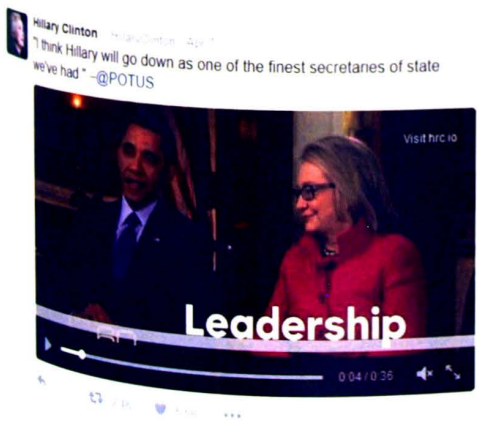 Hillary Clinton
"I think Hillary will go down as one of the finest secretaries of state
we've had " -@POTUS
Visit hrc.io
Leadership
0:04 / 0:36